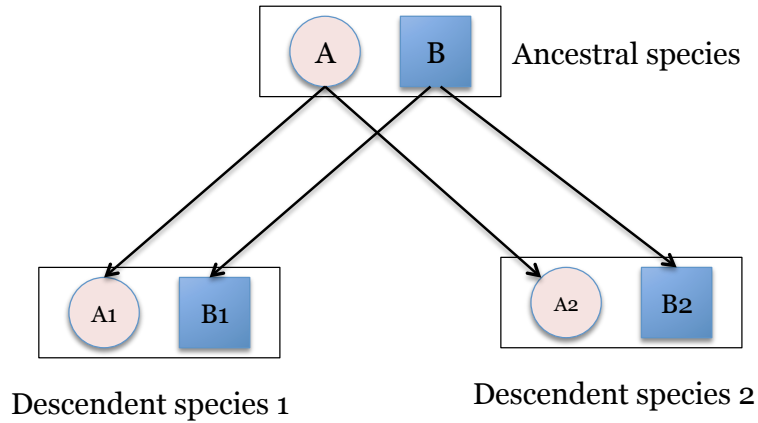 A B Ancestral species
A1 B1 A2 B2
Descendent species 1 Descendent species 2